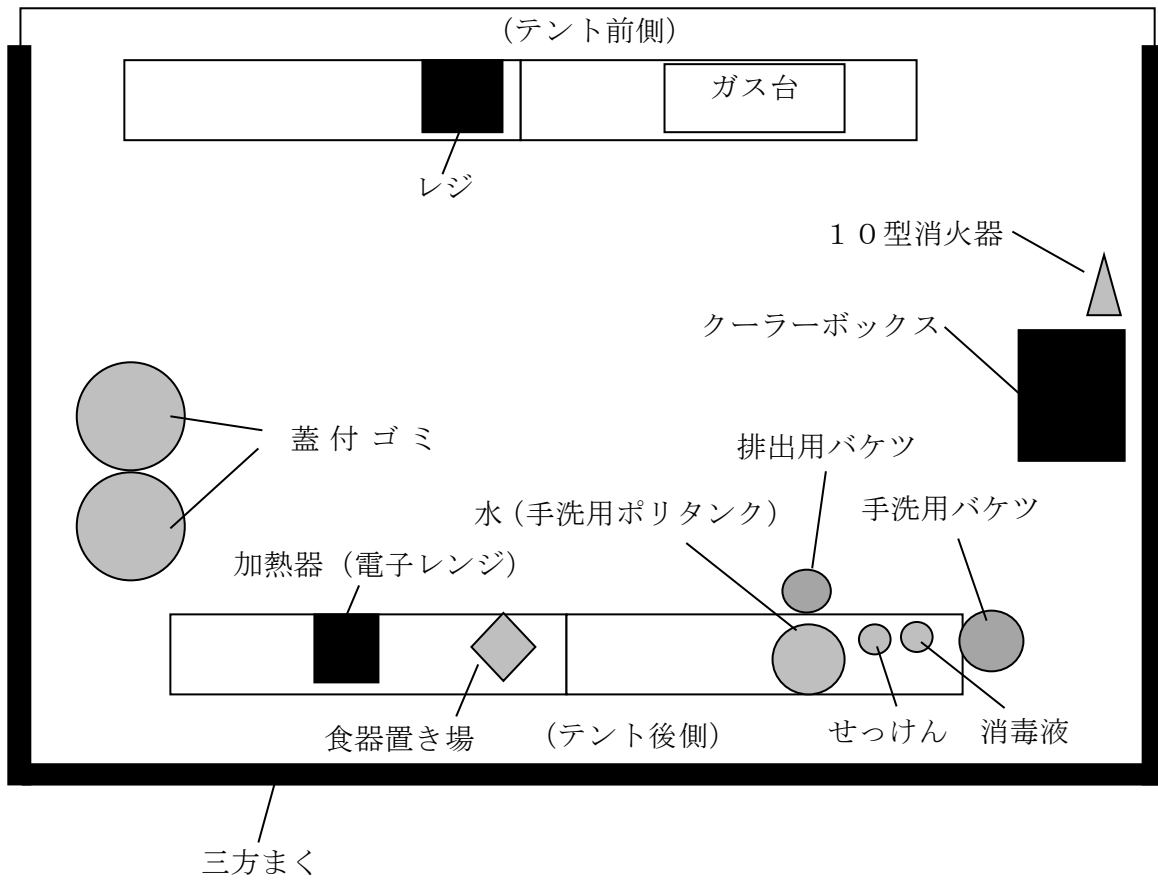 （テント前側）
ガス台
レジ
１０型消火器
クーラーボックス
蓋 付 ゴ ミ
排出用バケツ
水（手洗用ポリタンク）
手洗用バケツ
加熱器（電子レンジ）
食器置き場
（テント後側）
せっけん
消毒液
三方まく